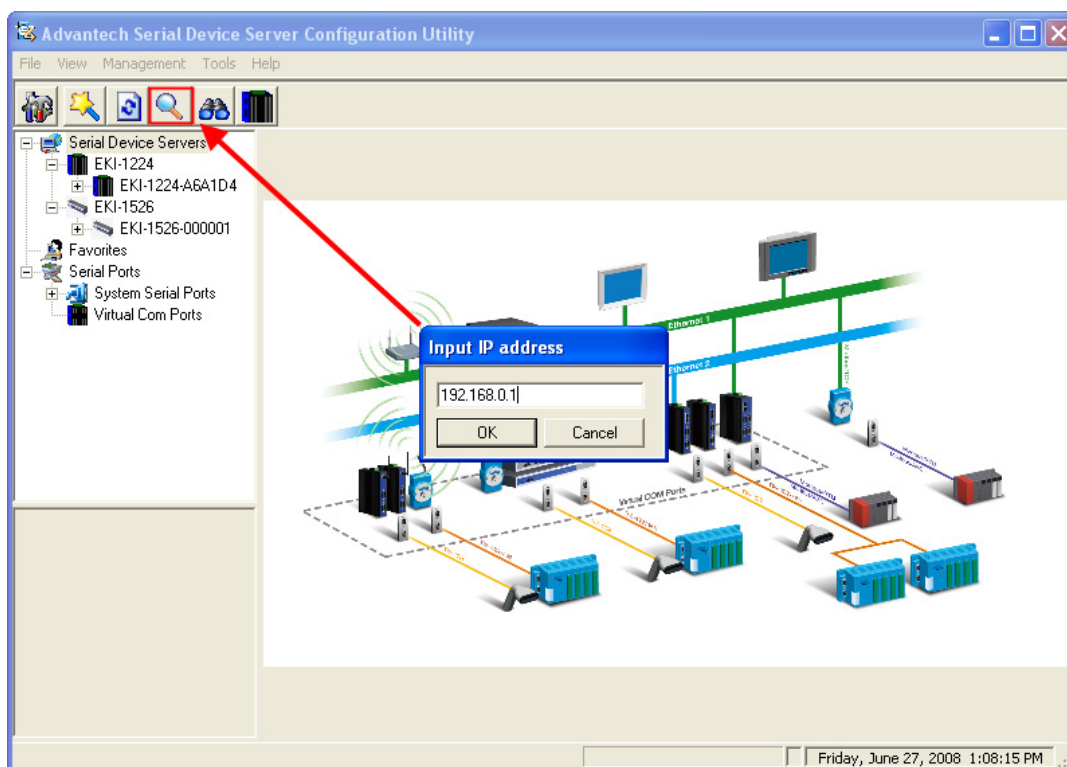 Advantech Serial Device Server Configuration Utility
File View Management Tools Help
Serial Device Servers
EKI-1224
EKI-1224-A6A1D4
EKI-1526
EKI-1526-000001
Favorites
Serial Ports
System Serial Ports
Virtual Com Ports
Ethernet 1
Ethernet 2
Input IP address
192.168.0.1
OK Cancel
Virtual COM Ports
Friday, June 27, 2008 1:08:15 PM